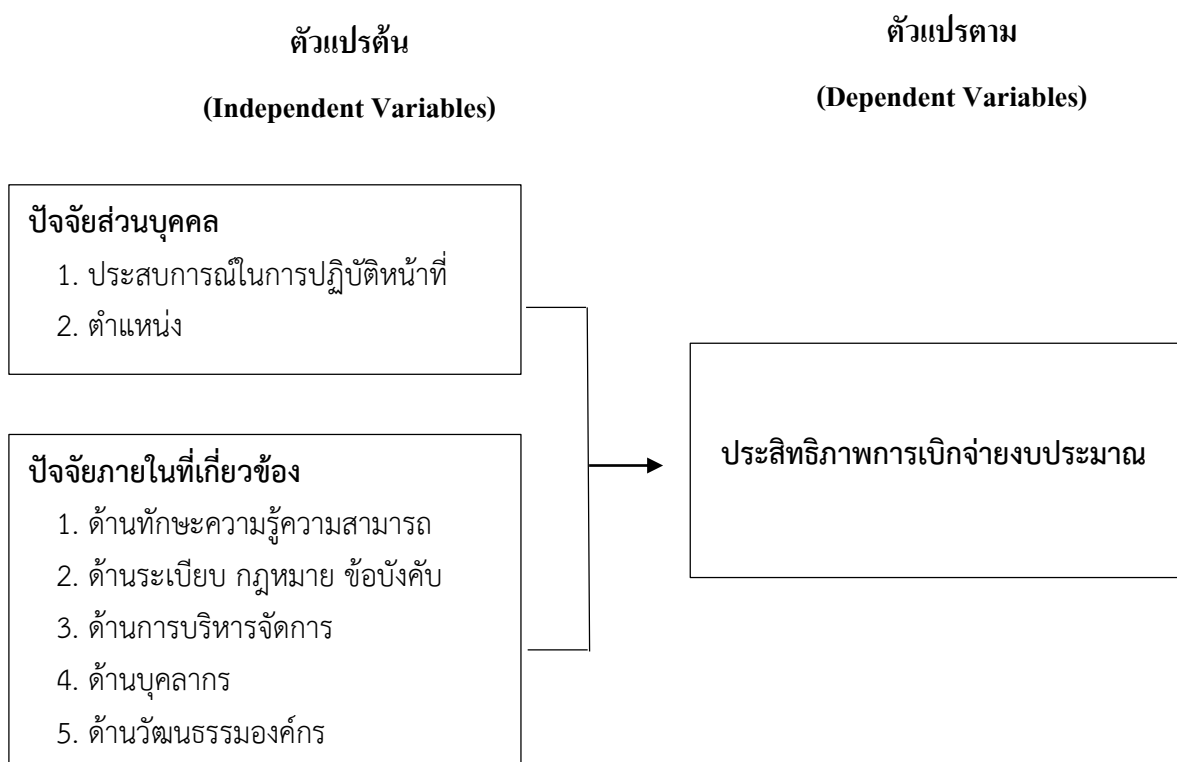 ตัวแปรต้น
(Independent Variables)
ตัวแปรตาม
(Dependent Variables)
ปัจจัยส่วนบุคคล
1. ประสบการณ์ในการปฏิบัติหน้าที่
2. ตำแหน่ง
ปัจจัยภายในที่เกี่ยวข้อง
1. ด้านทักษะความรู้ความสามารถ
2. ด้านระเบียบ กฎหมาย ข้อบังคับ
3. ด้านการบริหารจัดการ
4. ด้านบุคลากร
5. ด้านวัฒนธรรมองค์กร
ประสิทธิภาพการเบิกจ่ายงบประมาณ